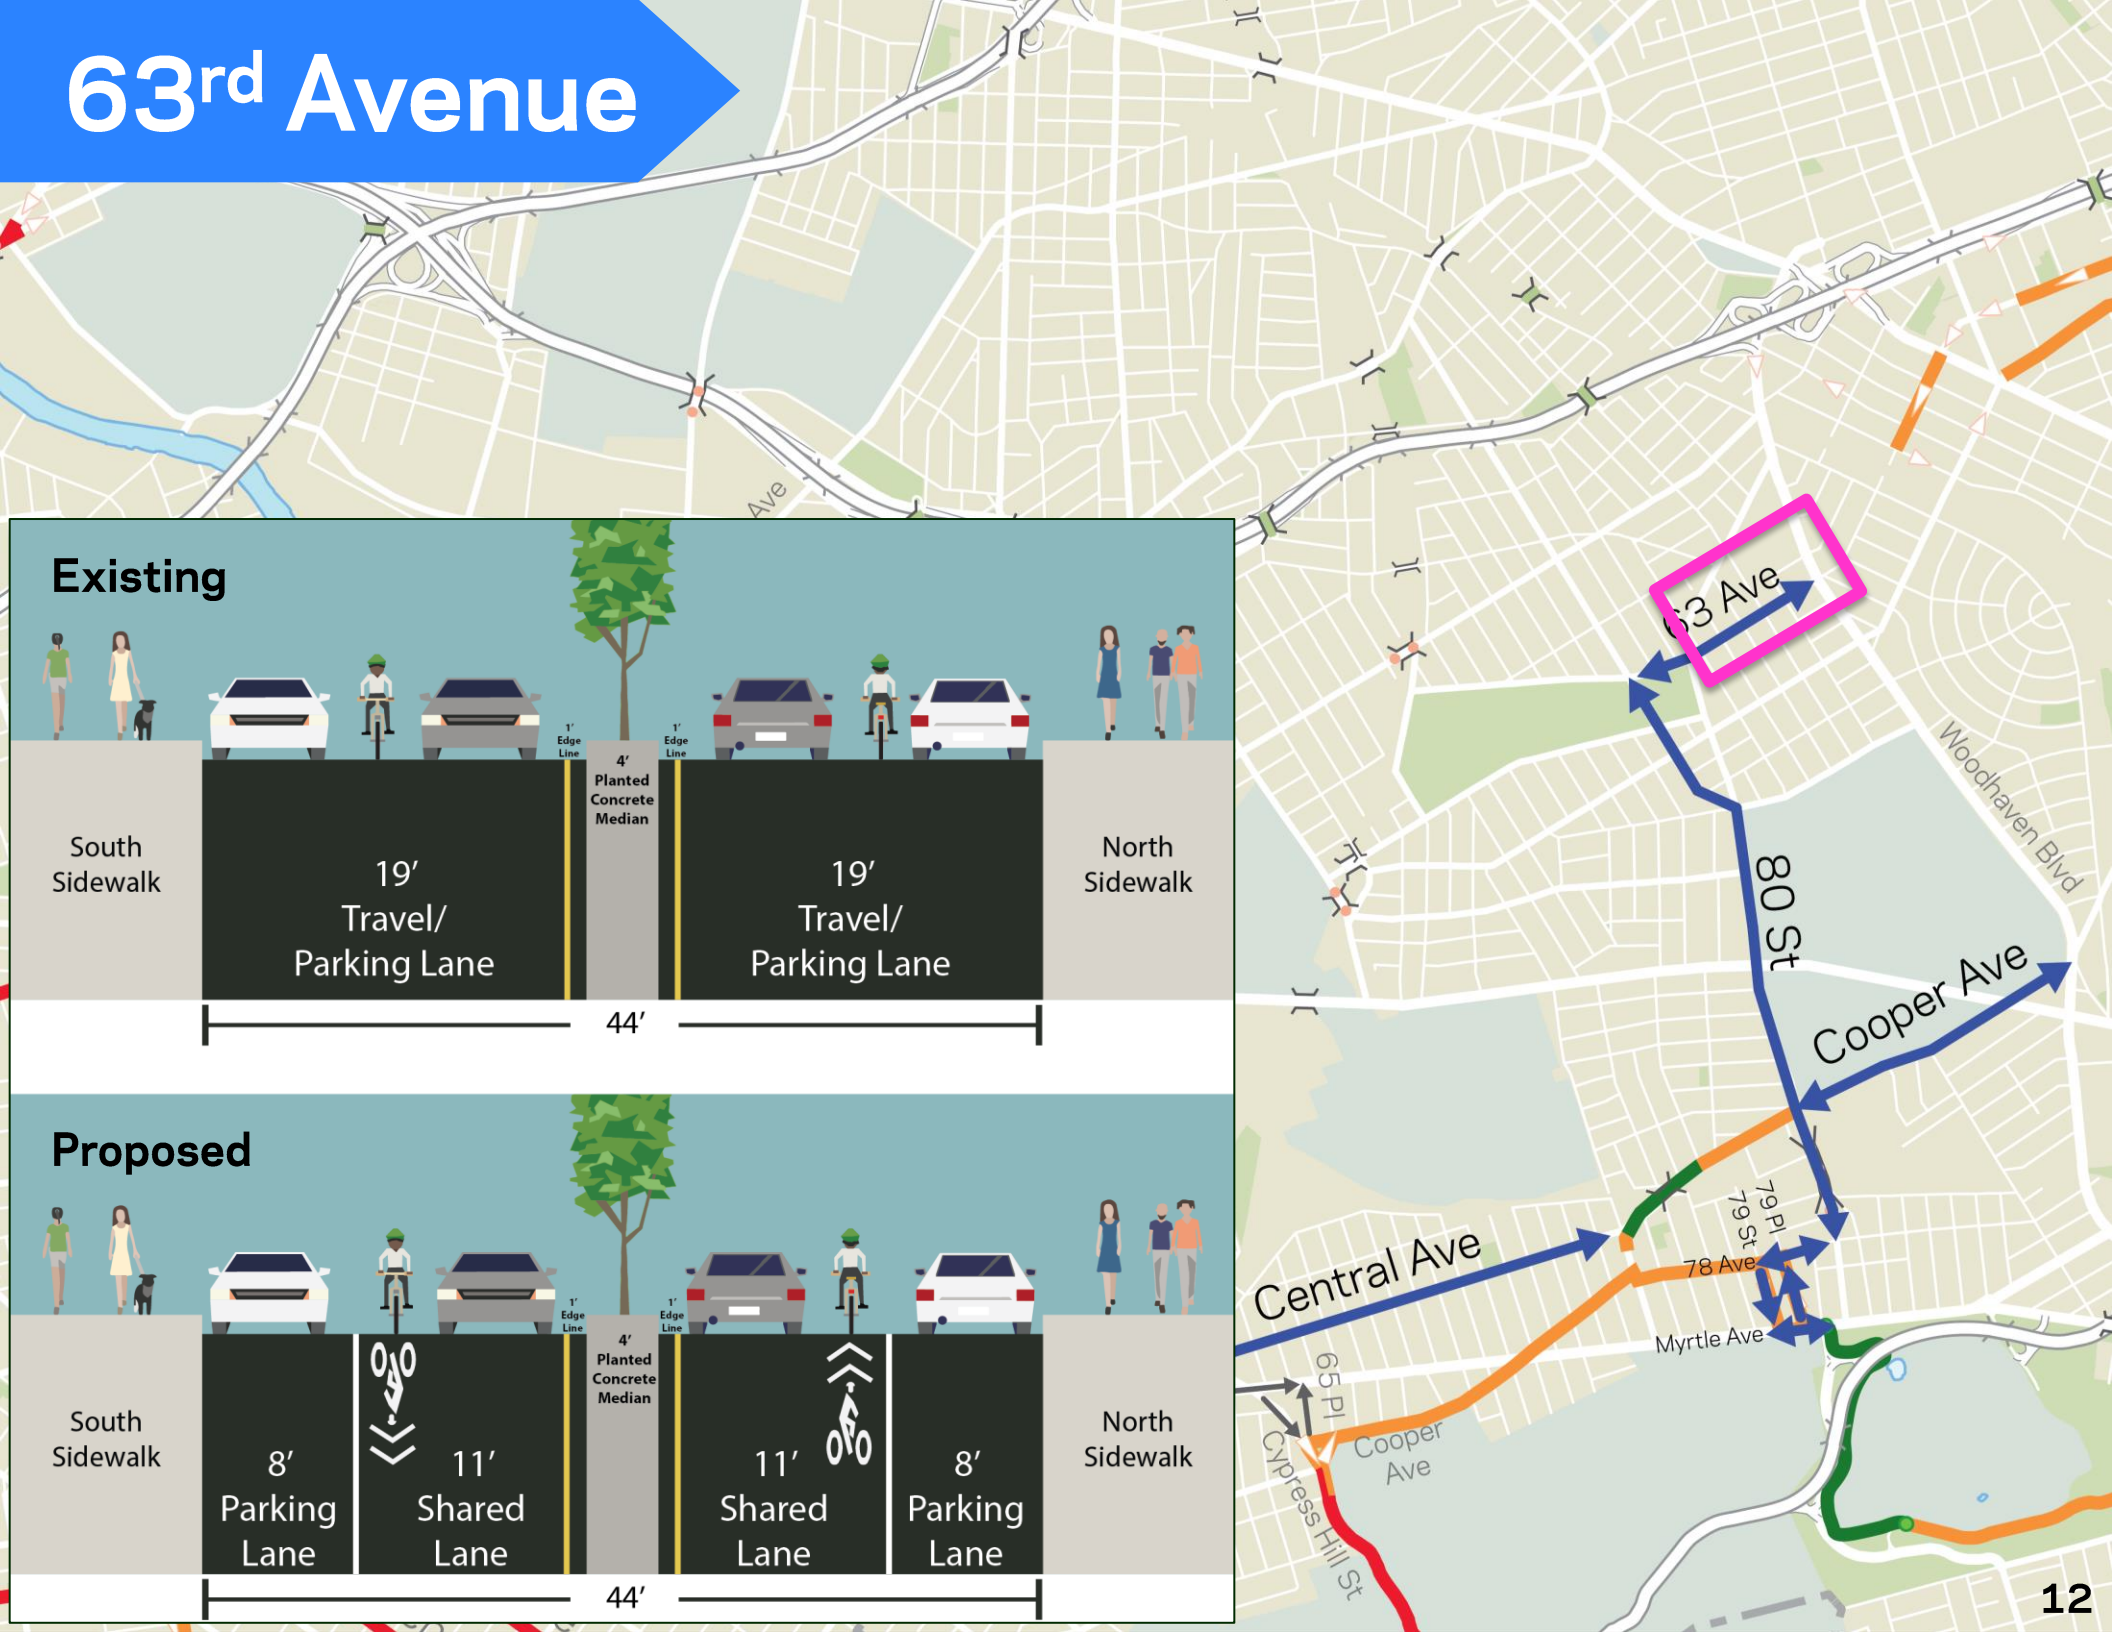 63rd Avenue
Ave
Existing
1'
Edge
Line
1'
Edge
Line
4'
Planted
Concrete
Median
South
Sidewalk
19'
Travel/
Parking Lane
19'
Travel/
Parking Lane
North
Sidewalk
44'
Proposed
1'
Edge
Line
1'
Edge
Line
4'
Planted
Concrete
Median
South
Sidewalk
8'
Parking
Lane
11'
Shared
Lane
11'
Shared
Lane
8'
Parking
Lane
North
Sidewalk
44'
63 Ave
Woodhaven Blvd
80 St
Cooper Ave
79 Pl
79 St
78 Ave
Central Ave
Myrtle Ave
65 Pl
Cooper
Ave
Cypress Hill St
12